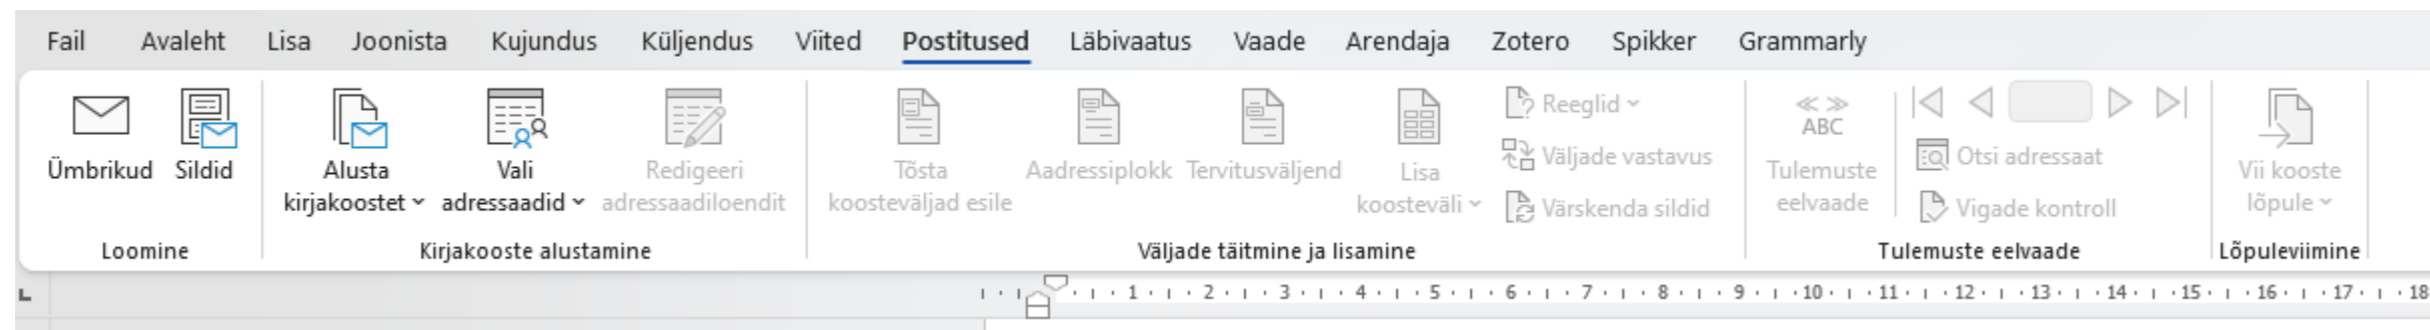 Fail Avaleht Lisa Joonista Kujundus Küljendus Viited Postitused Läbivaatus Vaade Arendaja Zotero Spikker Grammarly
Ümbrikud
Sildid
Loomine
Alusta
kirjakoostet
Vali
adressaadid
Redigeeri
adressaadiloendit
Kirjakooste alustamine
Tõsta
koosteväljad esile
Aadressiplokk
Tervitusväljend
Lisa
koosteväli
Reeglid
Väljade vastavus
Värskenda sildid
Väljade täitmine ja lisamine
ABC
Tulemuste
eelvaade
Otsi adressaat
Vigade kontroll
Tulemuste eelvaade
Vii kooste
lõpule
Lõpuleviimine
1 2 3 4 5 6 7 8 9 10 11 12 13 14 15 16 17 18